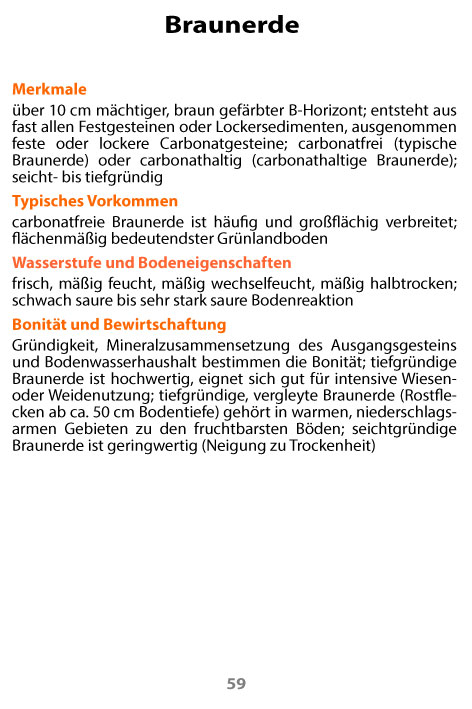 Braunerde
Merkmale
über 10 cm mächtiger, braun gefärbter B-Horizont; entsteht aus
fast allen Festgesteinen oder Lockersedimenten, ausgenommen
feste oder lockere Carbonatgesteine; carbonatfrei (typische
Braunerde) oder carbonathaltig (carbonathaltige Braunerde);
seicht- bis tiefgründig
Typisches Vorkommen
carbonatfreie Braunerde ist häufig und großflächig verbreitet;
flächenmäßig bedeutendster Grünlandboden
Wasserstufe und Bodeneigenschaften
frisch, mäßig feucht, mäßig wechselfeucht, mäßig halbtrocken;
schwach saure bis sehr stark saure Bodenreaktion
Bonität und Bewirtschaftung
Gründigkeit, Mineralzusammensetzung des Ausgangsgesteins
und Bodenwasserhaushalt bestimmen die Bonität; tiefgründige
Braunerde ist hochwertig, eignet sich gut für intensive Wiesen-
oder Weidenutzung; tiefgründige, vergleyte Braunerde (Rostfle-
cken ab ca. 50 cm Bodentiefe) gehört in warmen, niederschlags-
armen Gebieten zu den fruchtbarsten Böden; seichtgründige
Braunerde ist geringwertig (Neigung zu Trockenheit)
59